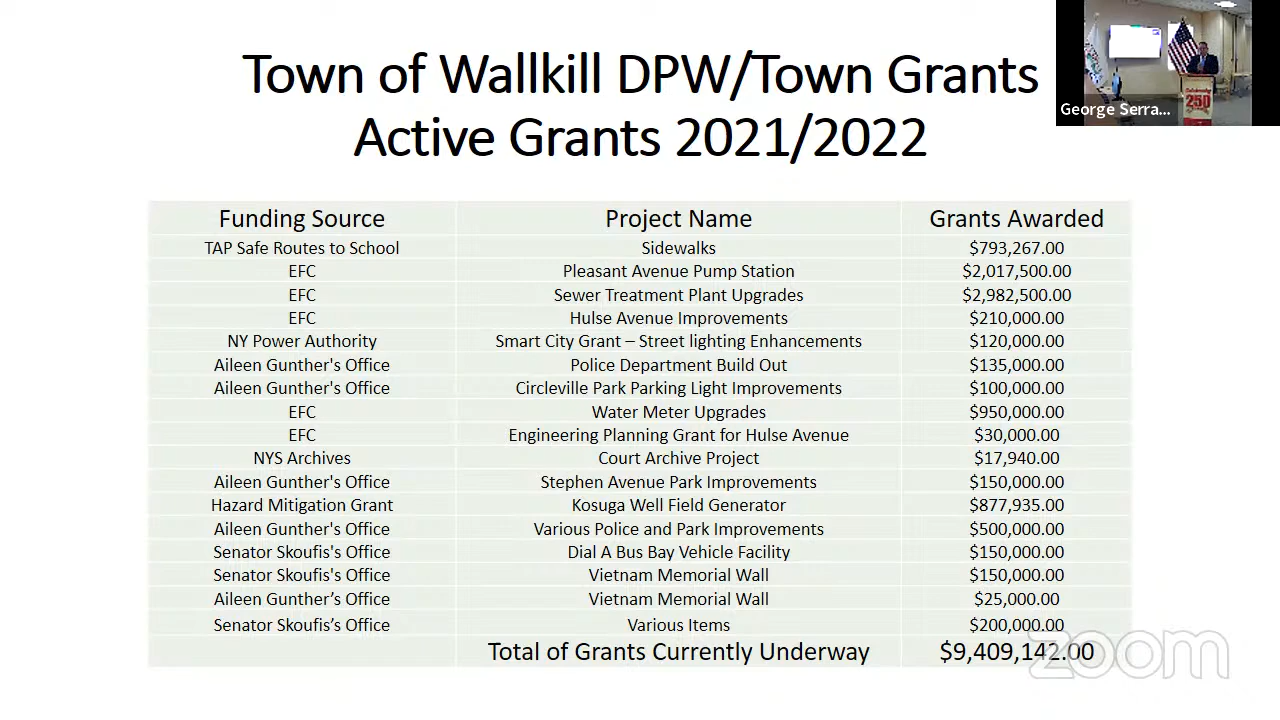 Town of Wallkill DPW/Town Grants
Active Grants 2021/2022
George Serra...
250
Funding Source Project Name Grants Awarded
TAP Safe Routes to School Sidewalks $793,267.00
EFC Pleasant Avenue Pump Station $2,017,500.00
EFC Sewer Treatment Plant Upgrades $2,982,500.00
EFC Hulse Avenue Improvements $210,000.00
NY Power Authority Smart City Grant – Street lighting Enhancements $120,000.00
Aileen Gunther's Office Police Department Build Out $135,000.00
Aileen Gunther's Office Circleville Park Parking Light Improvements $100,000.00
EFC Water Meter Upgrades $950,000.00
EFC Engineering Planning Grant for Hulse Avenue $30,000.00
NYS Archives Court Archive Project $17,940.00
Aileen Gunther's Office Stephen Avenue Park Improvements $150,000.00
Hazard Mitigation Grant Kosuga Well Field Generator $877,935.00
Aileen Gunther's Office Various Police and Park Improvements $500,000.00
Senator Skoufis's Office Dial A Bus Bay Vehicle Facility $150,000.00
Senator Skoufis's Office Vietnam Memorial Wall $150,000.00
Aileen Gunther’s Office Vietnam Memorial Wall $25,000.00
Senator Skoufis’s Office Various Items $200,000.00
Total of Grants Currently Underway $9,409,142.00
zoom